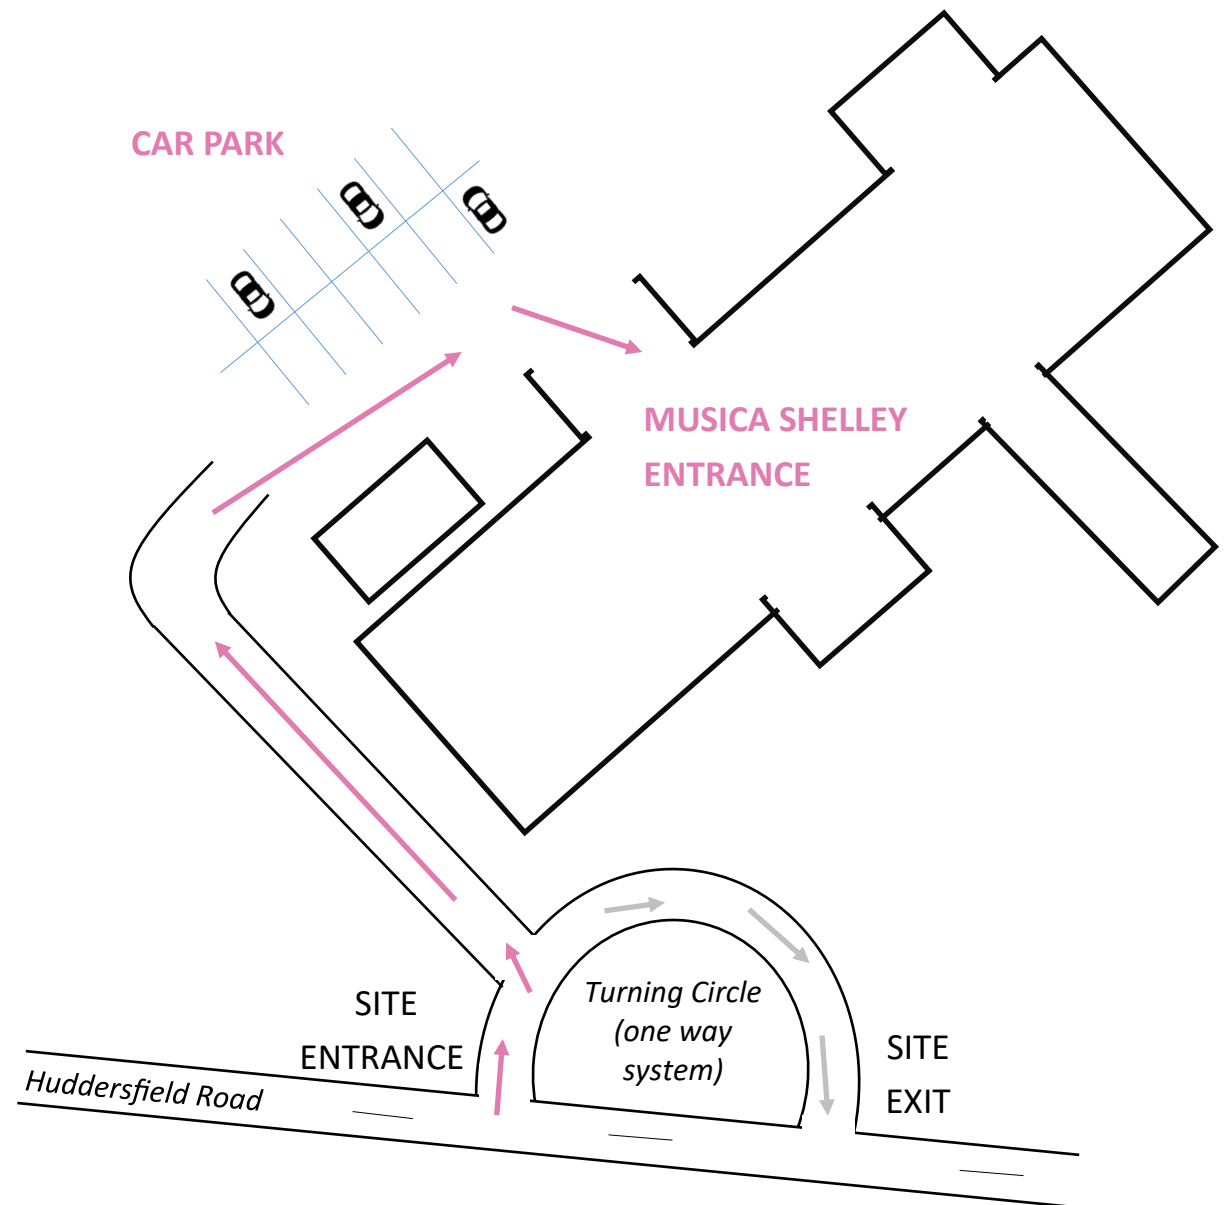 CAR PARK
MUSICA SHELLEY
ENTRANCE
Turning Circle
(one way
system)
SITE
ENTRANCE
SITE
EXIT
Huddersfield Road